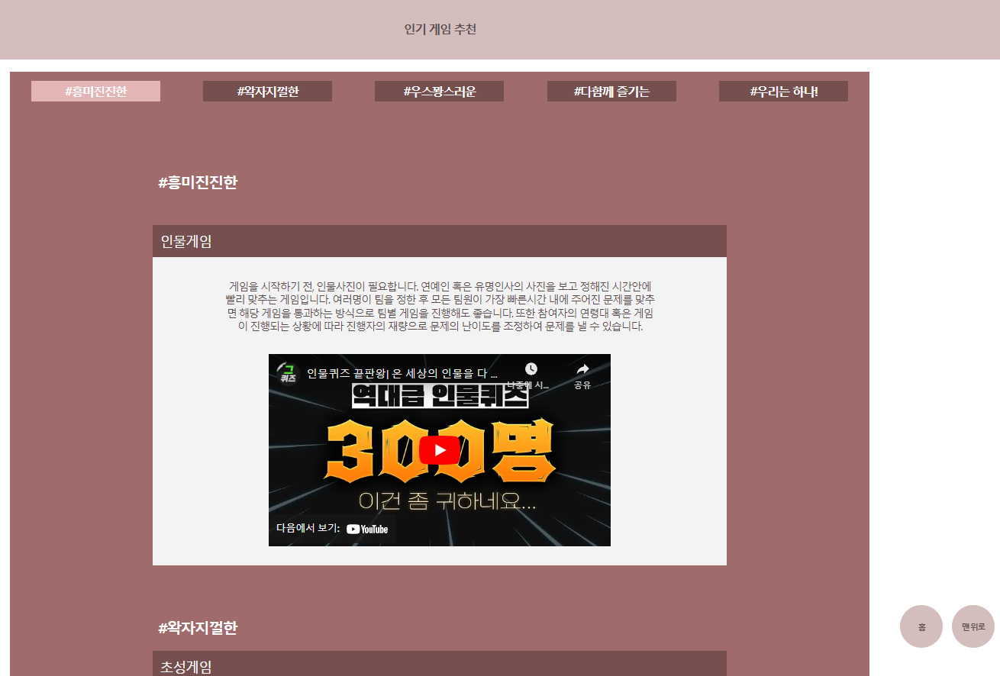 인기 게임 추천
#흥미진진한
#왁자지껄한
#우스꽝스러운
#다함께 즐기는
#우리는 하나!
#흥미진진한
인물게임
게임을 시작하기 전, 인물사진이 필요합니다. 연예인 혹은 유명인사의 사진을 보고 정해진 시간안에
빨리 맞추는 게임입니다. 여러명이 팀을 정한 후 모든 팀원이 가장 빠른시간 내에 주어진 문제를 맞추
면 해당 게임을 통과하는 방식으로 팀별 게임을 진행해도 좋습니다. 또한 참여자의 연령대 혹은 게임
이 진행되는 상황에 따라 진행자의 재량으로 문제의 난이도를 조정하여 문제를 낼 수 있습니다.
그
퀴즈
인물퀴즈 끝판왕| 온 세상의 인물을 다 ...
나중에 시...
공유
역대급 인물퀴즈
300명
이건 좀 귀하네요...
다음에서 보기: YouTube
#왁자지껄한
초성게임
홈
맨위로